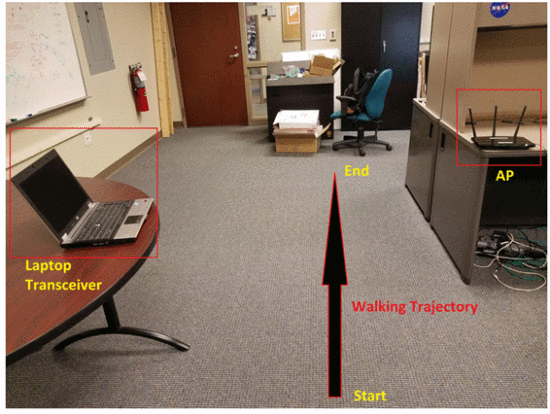 NASA
End
AP
Laptop
Transceiver
Walking Trajectory
Start